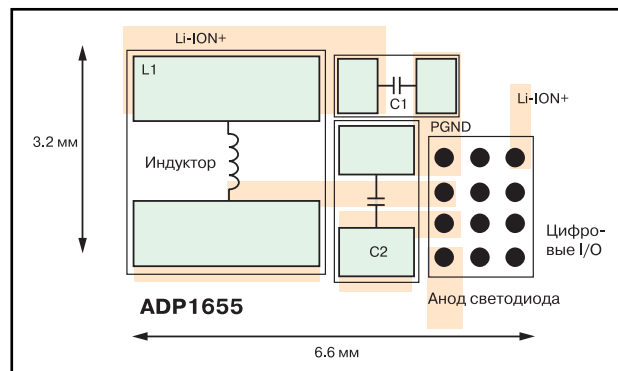 Li-ION+
L1
C1
Li-ION+
PGND
3.2 мм
Индуктор
Цифро-
вые I/O
C2
Анод светодиода
ADP1655
6.6 мм